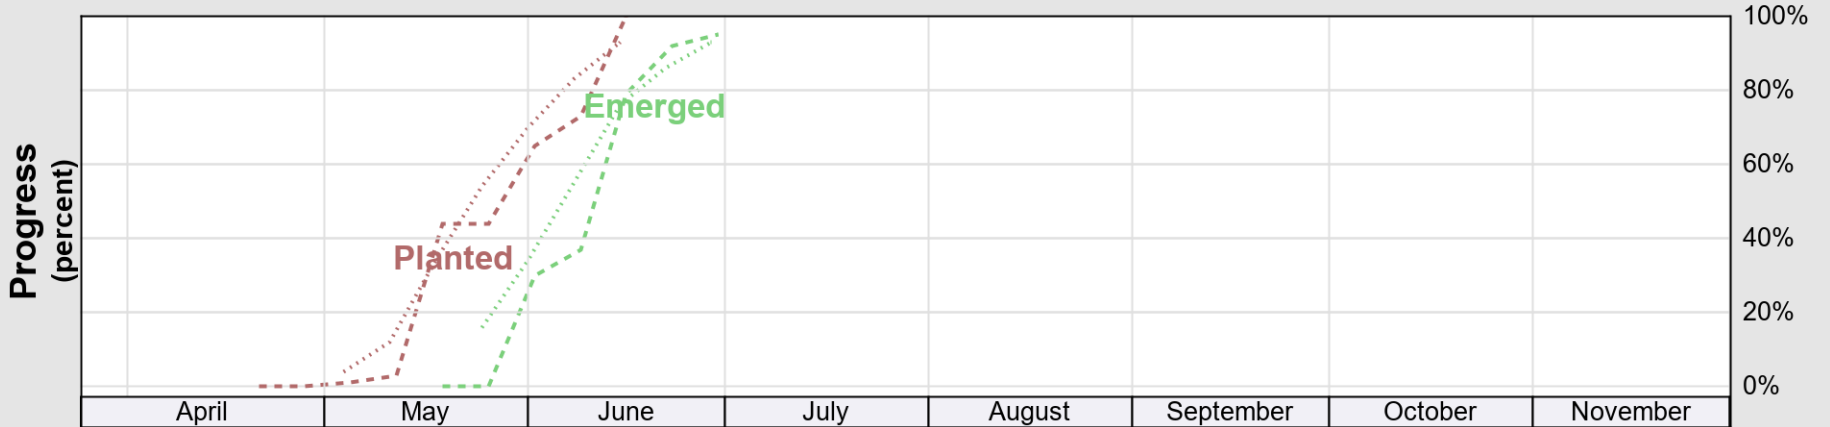 Progress
(percent)
100%
80%
60%
40%
20%
0%
Emerged
Planted
April May June July August September October November